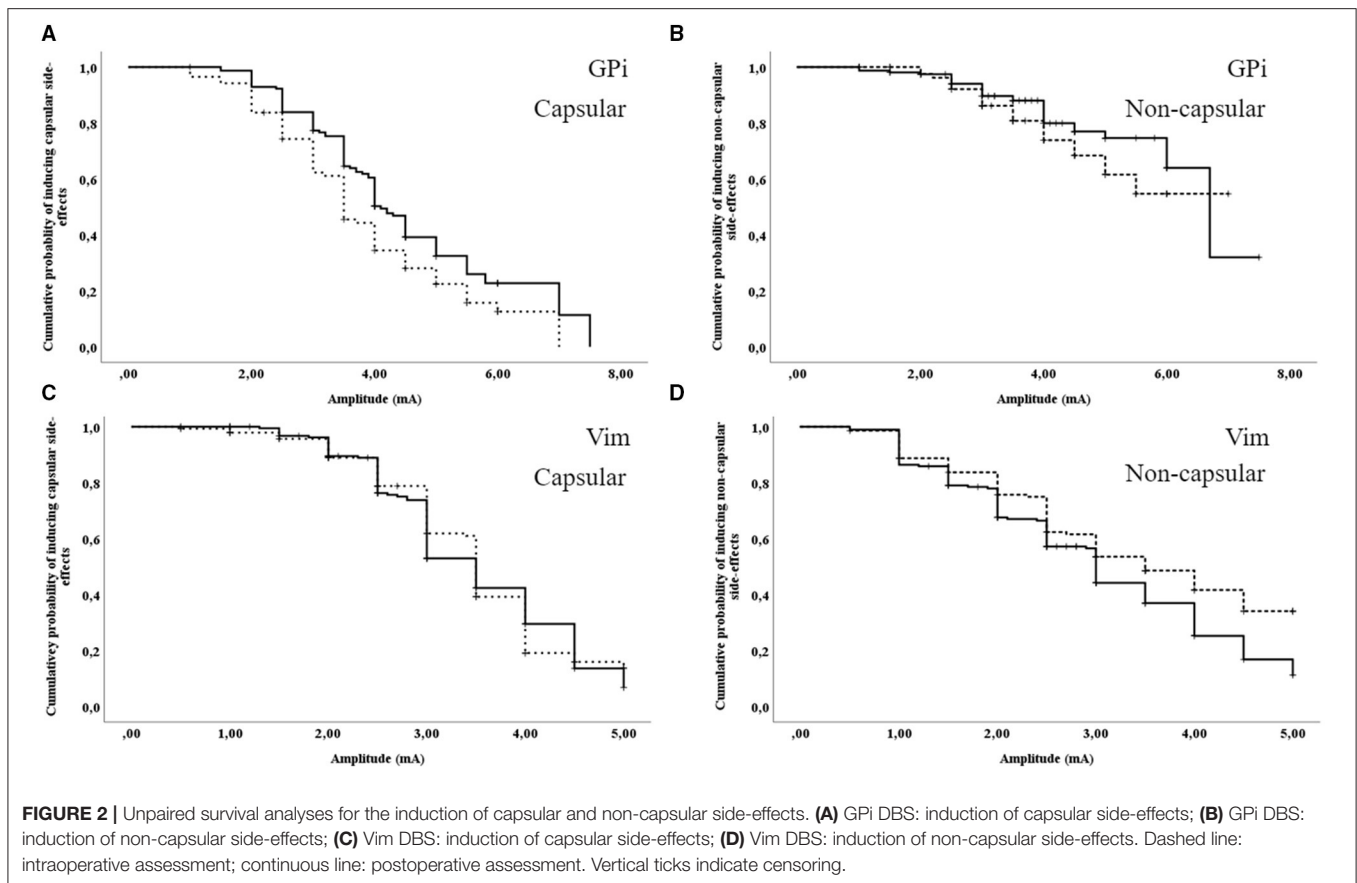 A
Cumulative probablity of inducing capsular side-
effects
1,0
0,8
0,6
0,4
0,2
0,0
GPi
Capsular
,00
2,00
4,00
6,00
8,00
Amplitude (mA)
B
Cumulative probability of inducing non-capsular
side-effects
1,0
0,8
0,6
0,4
0,2
0,0
GPi
Non-capsular
,00
2,00
4,00
6,00
8,00
Amplitude (mA)
C
Cumulativey probability of inducing capsular side-
effects
1,0
0,8
0,6
0,4
0,2
0,0
Vim
Capsular
,00
1,00
2,00
3,00
4,00
5,00
Amplitude (mA)
D
Cumulative probability of inducing non-capsular
side-effects
1,0
0,8
0,6
0,4
0,2
0,0
Vim
Non-capsular
,00
1,00
2,00
3,00
4,00
5,00
Amplitude (mA)
FIGURE 2 | Unpaired survival analyses for the induction of capsular and non-capsular side-effects. (A) GPi DBS: induction of capsular side-effects; (B) GPi DBS:
induction of non-capsular side-effects; (C) Vim DBS: induction of capsular side-effects; (D) Vim DBS: induction of non-capsular side-effects. Dashed line:
intraoperative assessment; continuous line: postoperative assessment. Vertical ticks indicate censoring.